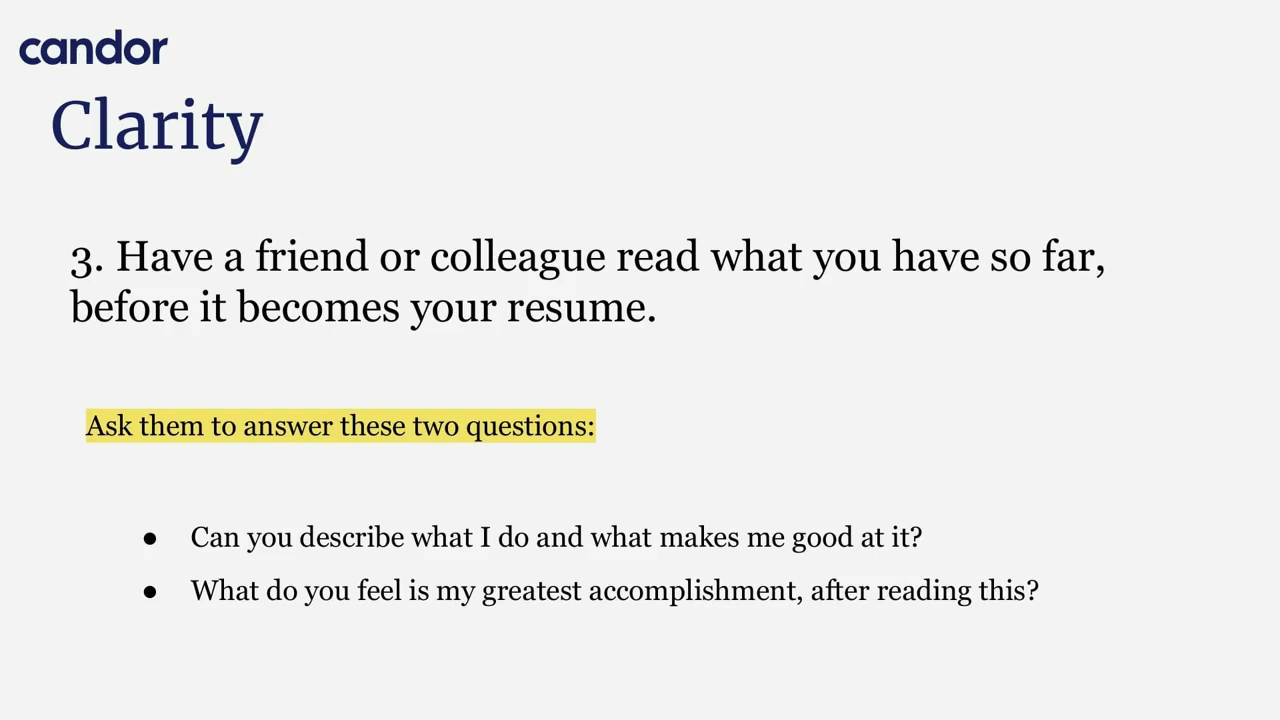 candor
Clarity
3. Have a friend or colleague read what you have so far,
before it becomes your resume.
Ask them to answer these two questions:
● Can you describe what I do and what makes me good at it?
● What do you feel is my greatest accomplishment, after reading this?